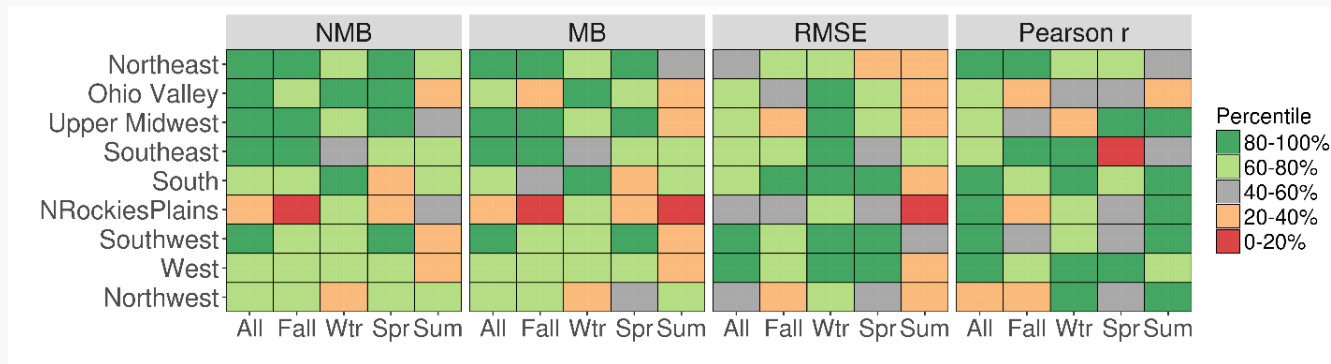 NMB MB RMSE Pearson r
Northeast
Ohio Valley
Upper Midwest
Southeast
South
NRockiesPlains
Southwest
West
Northwest
All Fall Wtr Spr Sum All Fall Wtr Spr Sum All Fall Wtr Spr Sum All Fall Wtr Spr Sum
Percentile
80-100%
60-80%
40-60%
20-40%
0-20%